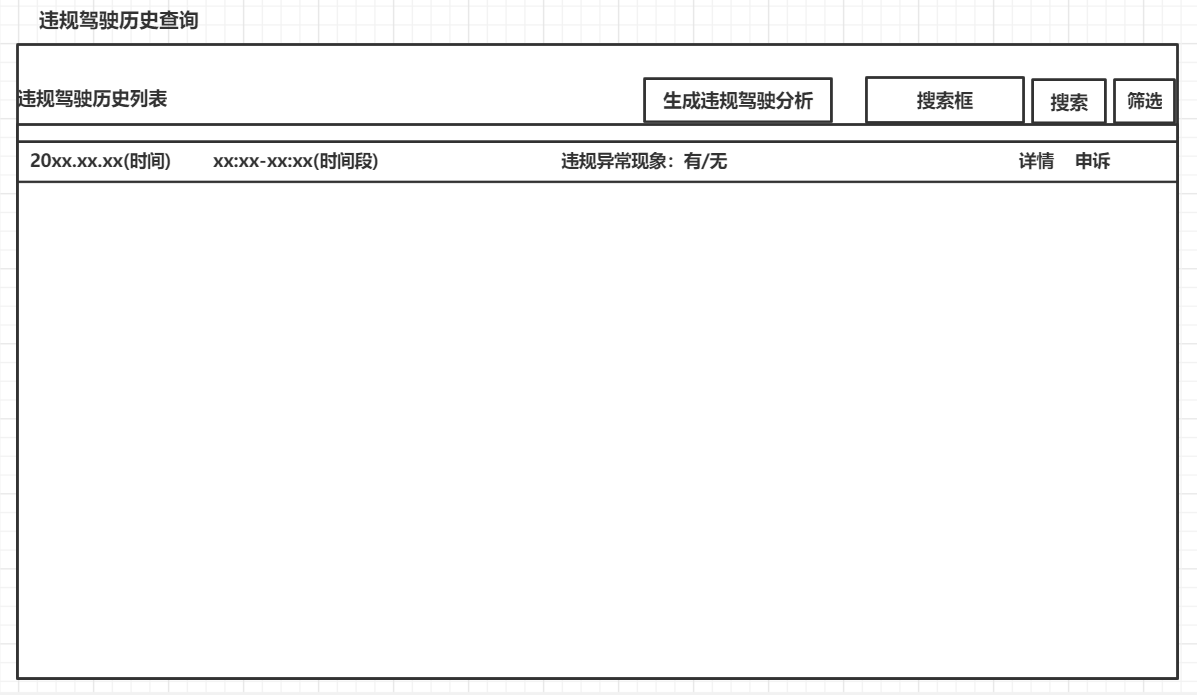 违规驾驶历史查询
违规驾驶历史列表 生成违规驾驶分析 搜索框 搜索 筛选
20xx.xx.xx(时间) xx:xx-xx:xx(时间段) 违规异常现象：有/无 详情 申诉